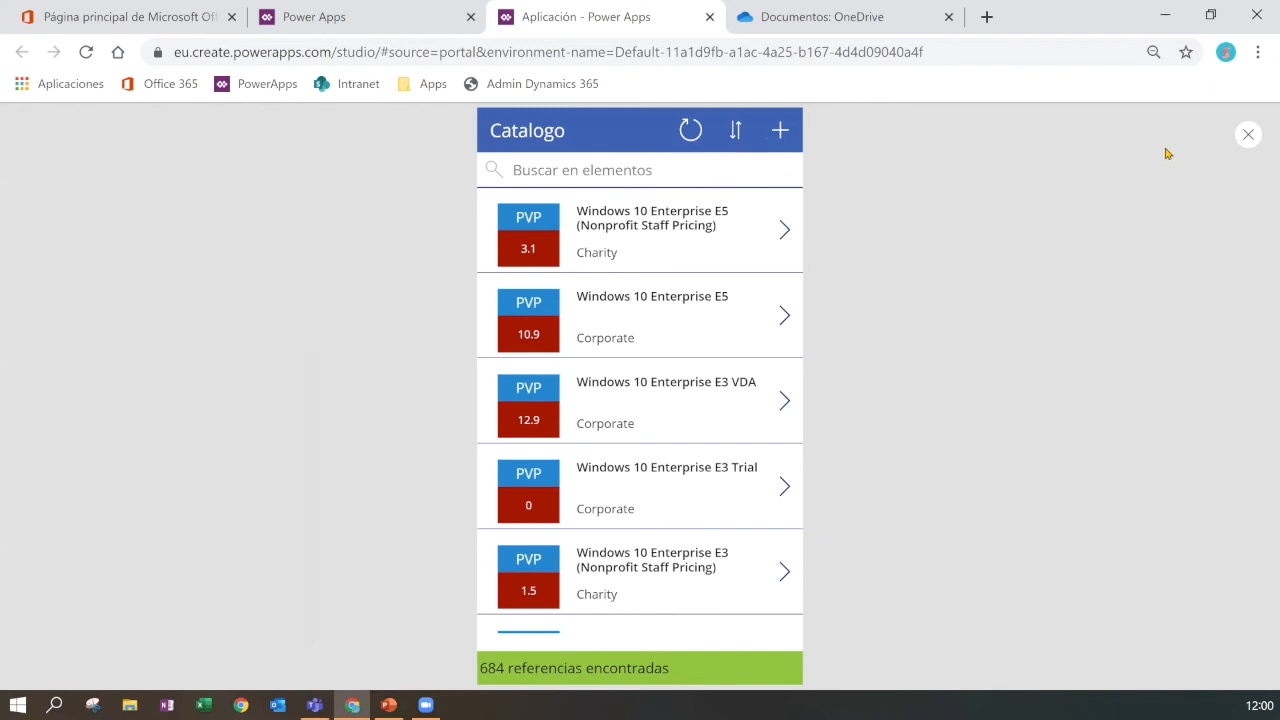 Página principal de Microsoft Off
Power Apps
Aplicación - Power Apps
Documentos: OneDrive
eu.create.powerapps.com/studio/#source=portal&environment-name=Default-11a1d9fb-a1ac-4a25-b167-4d4d09040a4f
Aplicaciones
Office 365
PowerApps
Intranet
Apps
Admin Dynamics 365
Catalogo
Buscar en elementos
PVP
3.1
Windows 10 Enterprise E5
(Nonprofit Staff Pricing)
Charity
PVP
10.9
Windows 10 Enterprise E5
Corporate
PVP
12.9
Windows 10 Enterprise E3 VDA
Corporate
PVP
0
Windows 10 Enterprise E3 Trial
Corporate
PVP
1.5
Windows 10 Enterprise E3
(Nonprofit Staff Pricing)
Charity
684 referencias encontradas
12:00